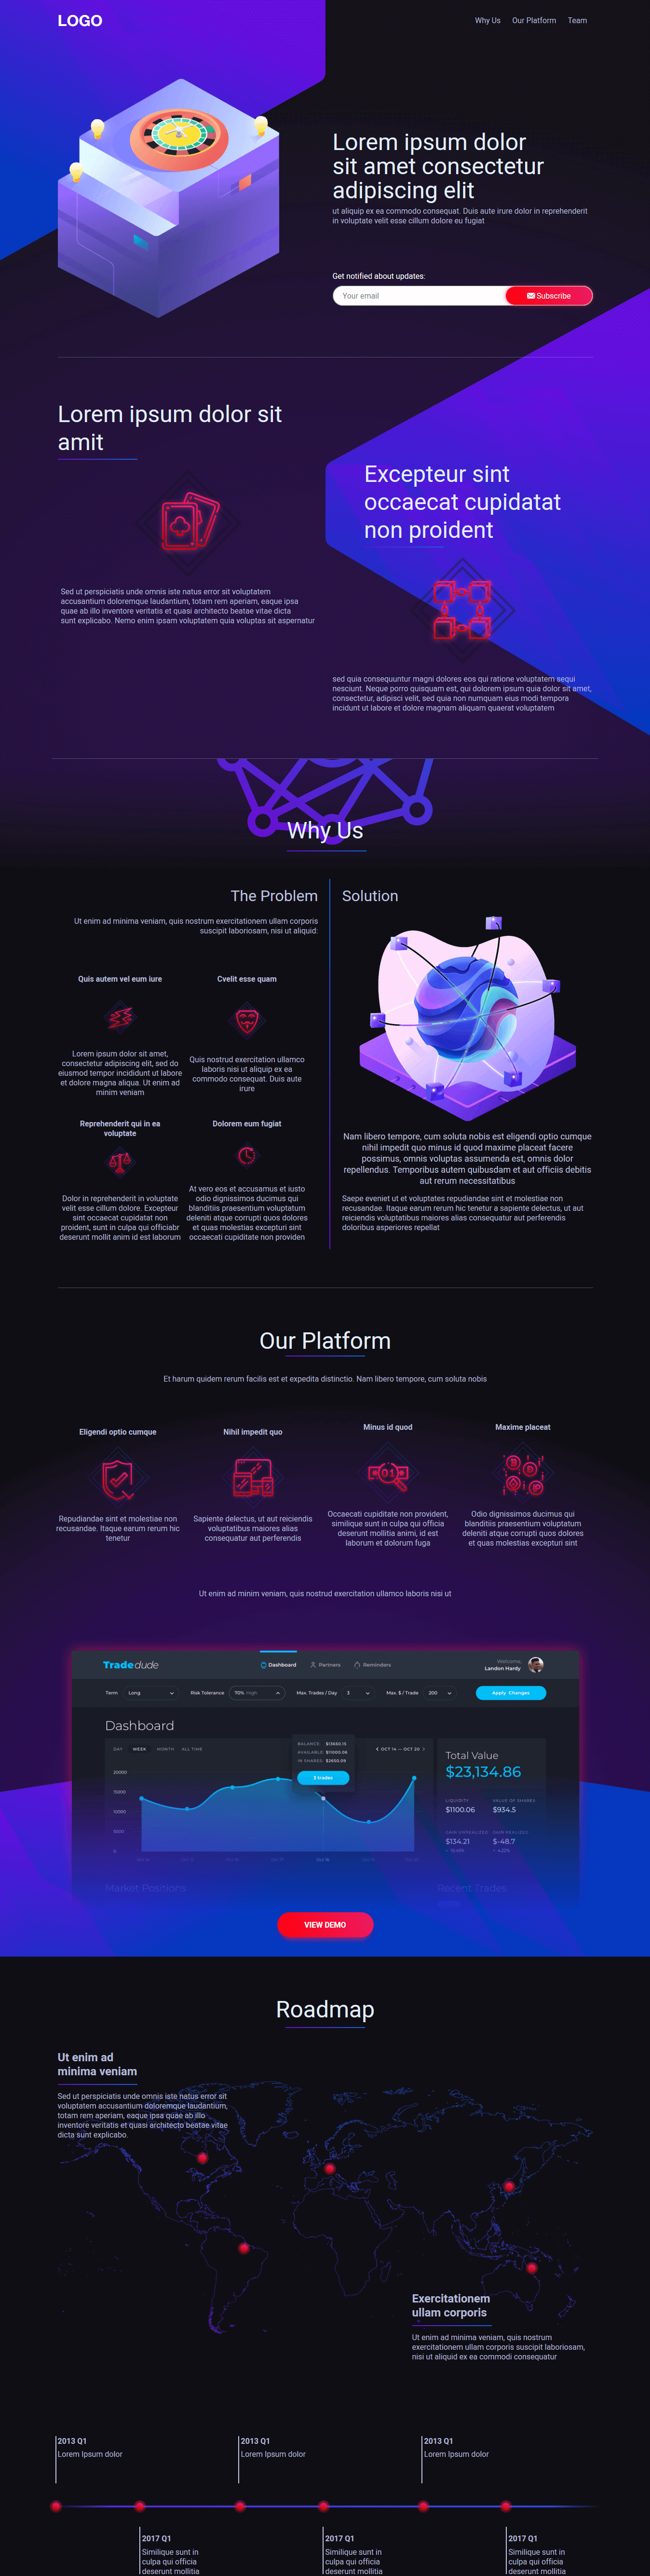 LOGO
Why Us
Our Platform
Team
Lorem ipsum dolor
sit amet consectetur
adipiscing elit
ut aliquip ex ea commodo consequat. Duis aute irure dolor in reprehenderit
in voluptate velit esse cillum dolore eu fugiat
Get notified about updates:
Your email
Subscribe
Lorem ipsum dolor sit
amit
Sed ut perspiciatis unde omnis iste natus error sit voluptatem
accusantium doloremque laudantium, totam rem aperiam, eaque ipsa
quae ab illo inventore veritatis et quasi architecto beatae vitae dicta
sunt explicabo. Nemo enim ipsam voluptatem quia voluptas sit aspernatur
Excepteur sint
occaecat cupidatat
non proident
sed quia consequuntur magni dolores eos qui ratione voluptatem sequi
nesciunt. Neque porro quisquam est, qui dolorem ipsum quia dolor sit amet,
consectetur, adipisci velit, sed quia non numquam eius modi tempora
incidunt ut labore et dolore magnam aliquam quaerat voluptatem
Why Us
The Problem
Ut enim ad minima veniam, quis nostrum exercitationem ullam corporis
suscipit laboriosam, nisi ut aliquid:
Quis autem vel eum iure
Lorem ipsum dolor sit amet,
consectetur adipiscing elit, sed do
eiusmod tempor incididunt ut labore
et dolore magna aliqua. Ut enim ad
minim veniam
Cvelit esse quam
Quis nostrud exercitation ullamco
laboris nisi ut aliquip ex ea
commodo consequat. Duis aute
irure
Reprehenderit qui in ea
voluptate
Dolor in reprehenderit in voluptate
velit esse cillum dolore. Excepteur
sint occaecat cupidatat non
proident, sunt in culpa qui officiabr
deserunt mollit anim id est laborum
Dolorem eum fugiat
At vero eos et accusamus et iusto
odio dignissimos ducimus qui
blanditiis praesentium voluptatum
deleniti atque corrupti quos dolores
et quas molestias excepturi sint
occaecati cupiditate non providen
Solution
Nam libero tempore, cum soluta nobis est eligendi optio cumque
nihil impedit quo minus id quod maxime placeat facere
possimus, omnis voluptas assumenda est, omnis dolor
repellendus. Temporibus autem quibusdam et aut officiis debitis
aut rerum necessitatibus
Saepe eveniet ut et voluptates repudiandae sint et molestiae non
recusandae. Itaque earum rerum hic tenetur a sapiente delectus, ut aut
reiciendis voluptatibus maiores alias consequatur aut perferendis
doloribus asperiores repellat
Our Platform
Et harum quidem rerum facilis est et expedita distinctio. Nam libero tempore, cum soluta nobis
Eligendi optio cumque
Repudiandae sint et molestiae non
recusandae. Itaque earum rerum hic
tenetur
Nihil impedit quo
Sapiente delectus, ut aut reiciendis
voluptatibus maiores alias
consequatur aut perferendis
Minus id quod
Occaecati cupiditate non provident,
similique sunt in culpa qui officia
deserunt mollitia animi, id est
laborum et dolorum fuga
Maxime placeat
Odio dignissimos ducimus qui
blanditiis praesentium voluptatum
deleniti atque corrupti quos dolores
et quas molestias excepturi sint
Ut enim ad minim veniam, quis nostrud exercitation ullamco laboris nisi ut
Tradedude
Dashboard
Partners
Reminders
Welcome,
Landon Hardy
Term Long
Risk Tolerance 70% High
Max. Trades / Day 3
Max. $ / Trade 200
Apply Changes
Dashboard
DAY WEEK MONTH ALL TIME
BALANCE: $13650.15
AVAILABLE: $11000.06
IN SHARES: $2650.09
3 trades
OCT 14 — OCT 20
20000
15000
10000
5000
0
Total Value
$23,134.86
LIQUIDITY
$1100.06
VALUE OF SHARES
$934.5
GAIN UNREALIZED
$134.21
GAIN REALIZED
$-48.7
Market Positions
Recent Trades
VIEW DEMO
Roadmap
Ut enim ad
minima veniam
Sed ut perspiciatis unde omnis iste natus error sit
voluptatem accusantium doloremque laudantium,
totam rem aperiam, eaque ipsa quae ab illo
inventore veritatis et quasi architecto beatae vitae
dicta sunt explicabo.
Exercitationem
ullam corporis
Ut enim ad minima veniam, quis nostrum
exercitationem ullam corporis suscipit laboriosam,
nisi ut aliquid ex ea commodi consequatur
2013 Q1
Lorem Ipsum dolor
2013 Q1
Lorem Ipsum dolor
2013 Q1
Lorem Ipsum dolor
2017 Q1
Similique sunt in
culpa qui officia
deserunt mollitia
2017 Q1
Similique sunt in
culpa qui officia
deserunt mollitia
2017 Q1
Similique sunt in
culpa qui officia
deserunt mollitia